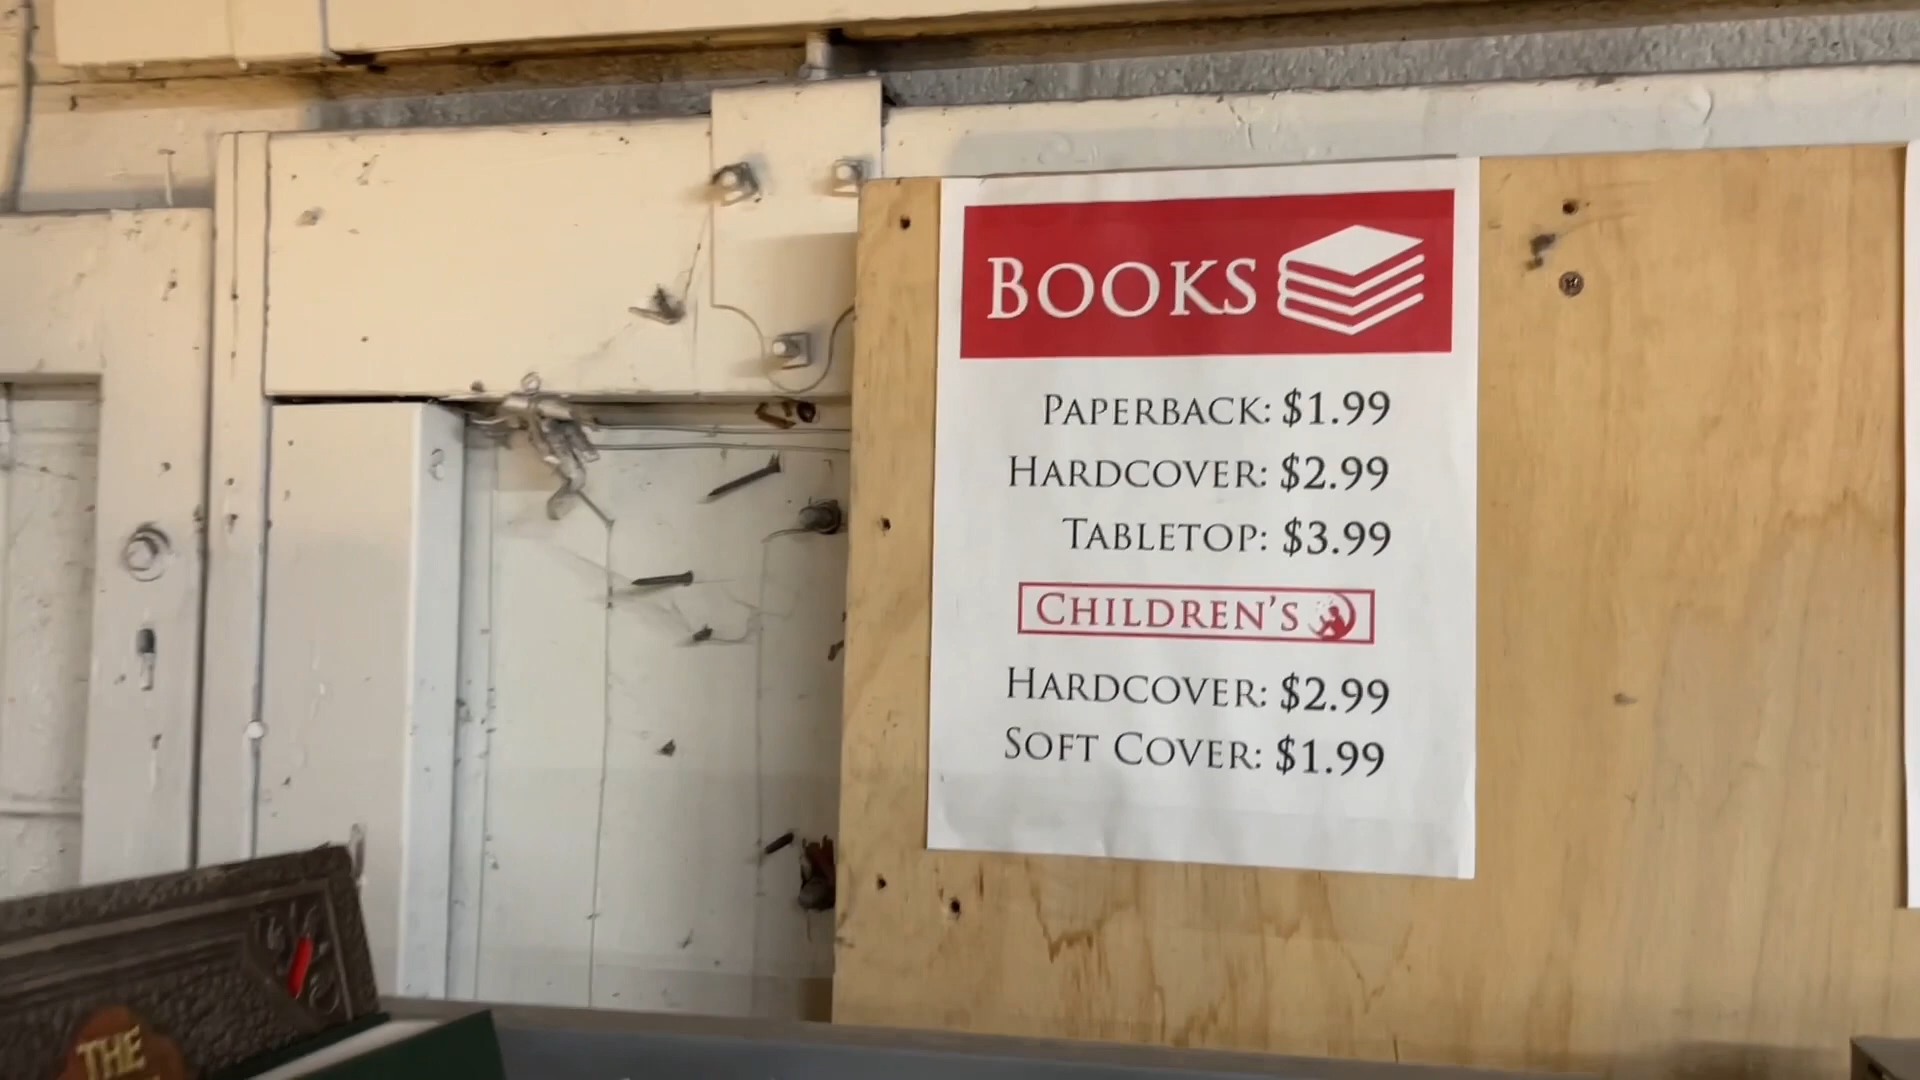 BOOKS
PAPERBACK: $1.99
HARDCOVER: $2.99
TABLETOP: $3.99
CHILDREN'S
HARDCOVER: $2.99
SOFT COVER: $1.99
THE